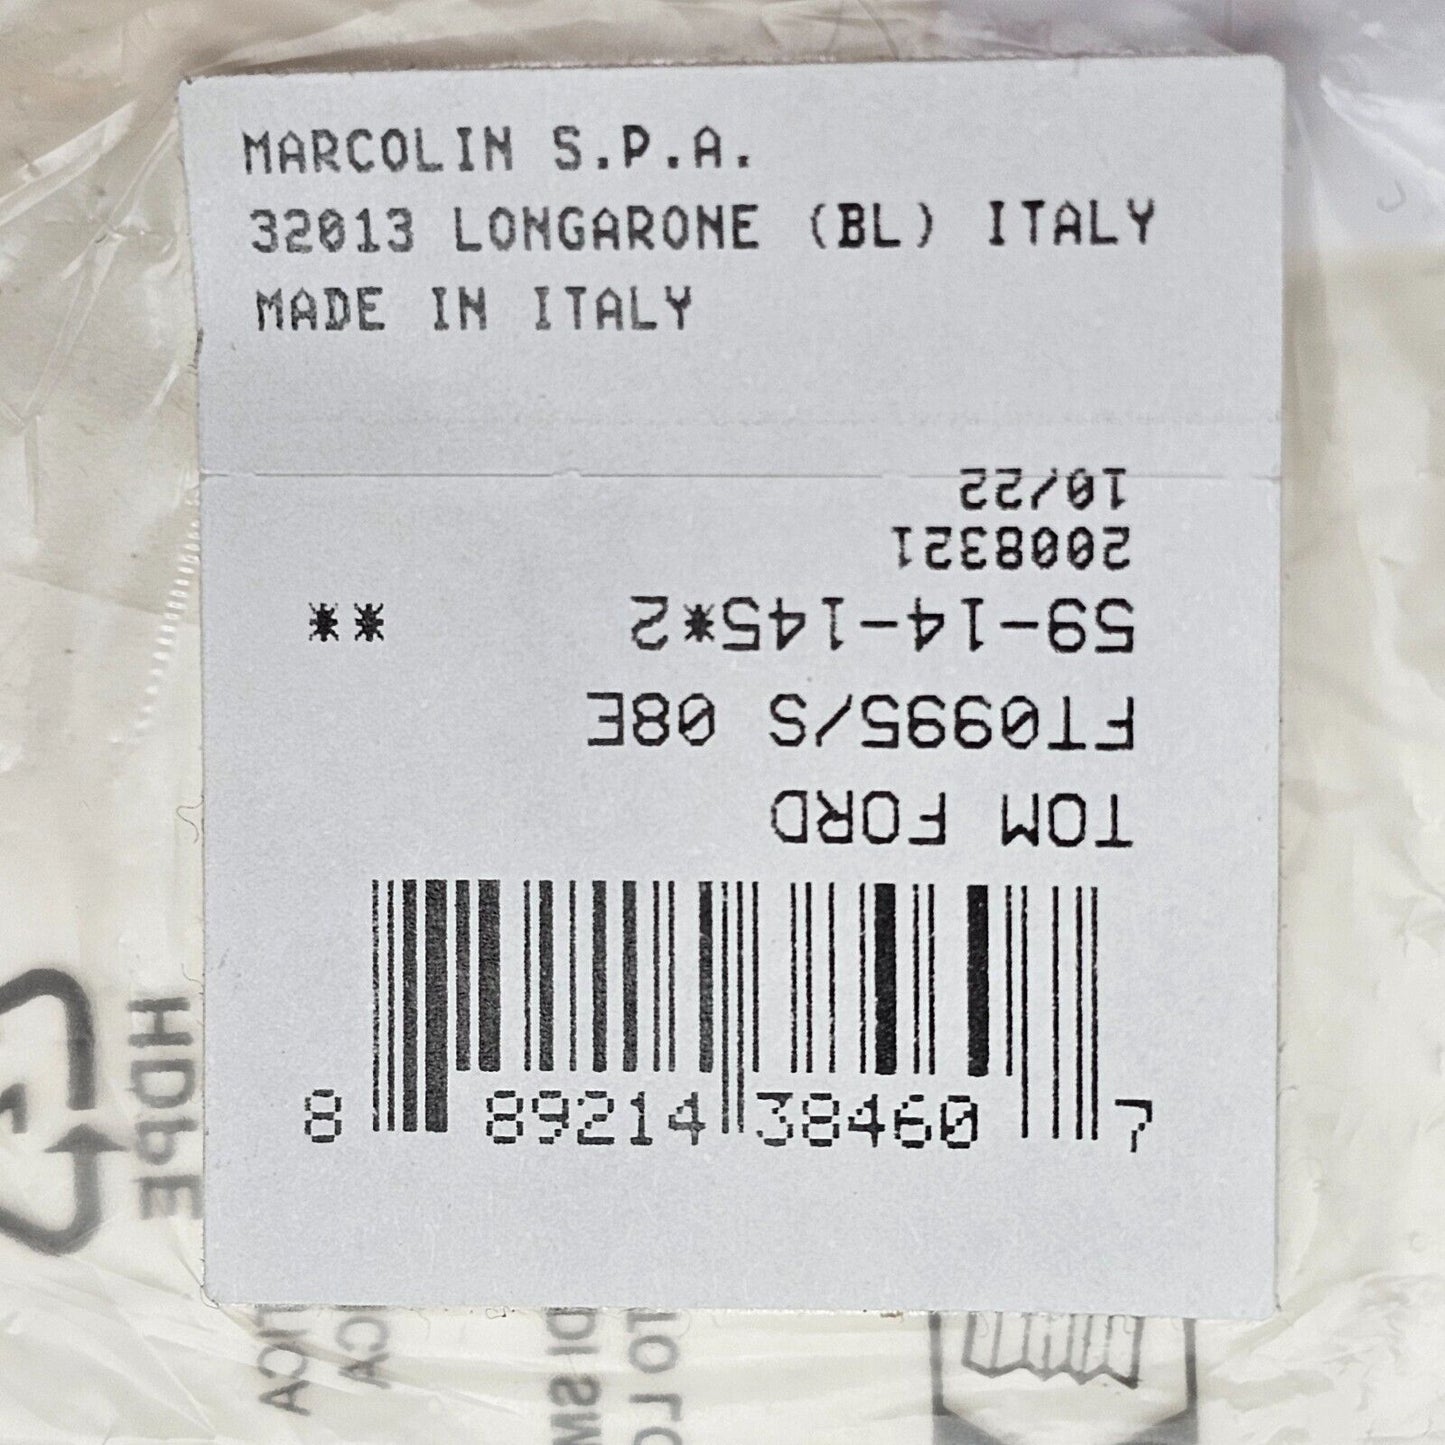 MARCOLIN S.P.A.
32013 LONGARONE (BL) ITALY
MADE IN ITALY
TOM FORD
FT0995/S 08E
59-14-145*2 **
2008321
10/22
8 89214 38460 7
HDPE